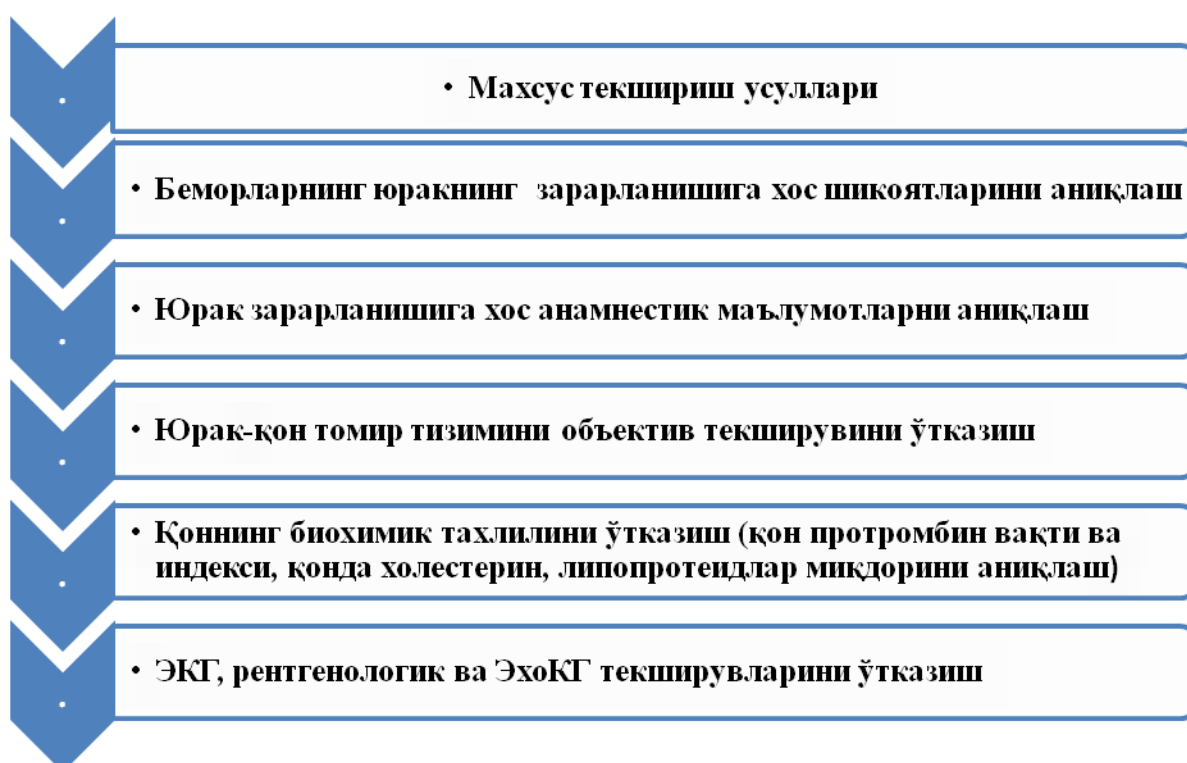 • Махсус текшириш усуллари
• Беморларнинг юракнинг зарарланишига хос шикоятларини аниқлаш
• Юрак зарарланишига хос анамнестик маълумотларни аниқлаш
• Юрак-қон томир тизимини объектив текширувини ўтказиш
• Қоннинг биохимик тахлилини ўтказиш (қон протромбин вақти ва
индекси, қонда холестерин, липопротеидлар миқдорини аниқлаш)
• ЭКГ, рентгенологик ва ЭхоКГ текширувларини ўтказиш